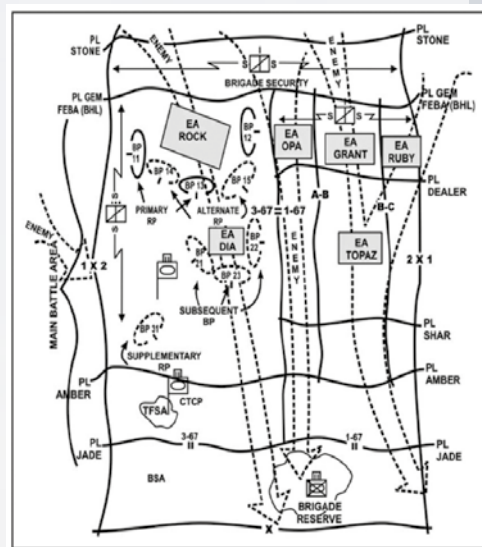 PL
STONE
ENEMY
ENEMY
PL
STONE
S
S
BRIGADE SECURITY
PL GEM
FEBA (BHL)
PL GEM
FEBA (BHL)
S
S
EA
ROCK
BP
12
EA
OPA
EA
GRANT
EA
RUBY
BP
11
BP 14
BP 13
BP 15
PL
DEALER
S
S
PRIMARY
RP
ALTERNATE
RP
3-67
1-67
A-B
B-C
ENEMY
MAIN BATTLE AREA
1 X 2
EA
DIA
BP
22
ENEMY
EA
TOPAZ
2 X 1
BP
21
BP 23
SUBSEQUENT
BP
BP 31
PL
SHAR
SUPPLEMENTARY
RP
PL
AMBER
CTCP
TFSA
PL
AMBER
PL
JADE
3-67
II
1-67
II
PL
JADE
BSA
BRIGADE
RESERVE
X